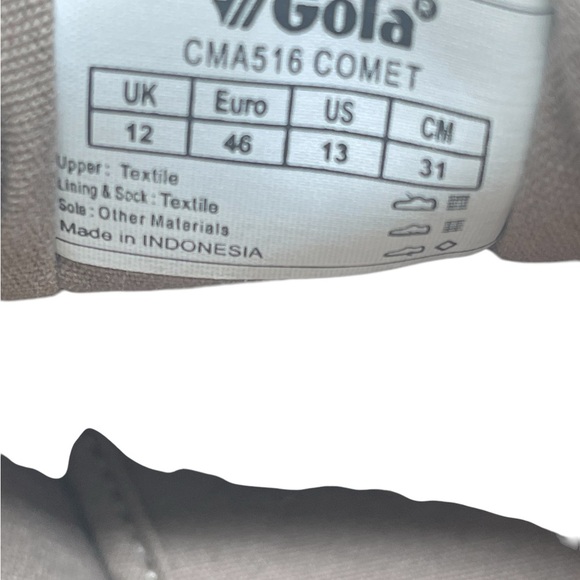 Gola®
CMA516 COMET
UK Euro US CM
12 46 13 31
Upper: Textile
Lining & Sock: Textile
Sole: Other Materials
Made in INDONESIA